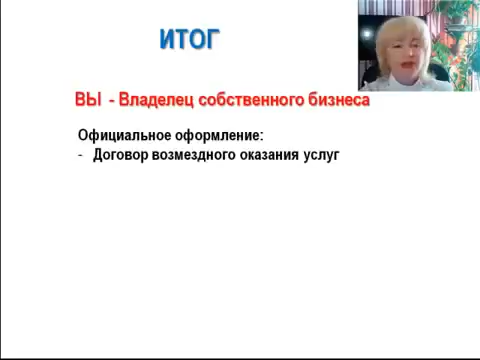 ИТОГ
ВЫ - Владелец собственного бизнеса
Официальное оформление:
- Договор возмездного оказания услуг